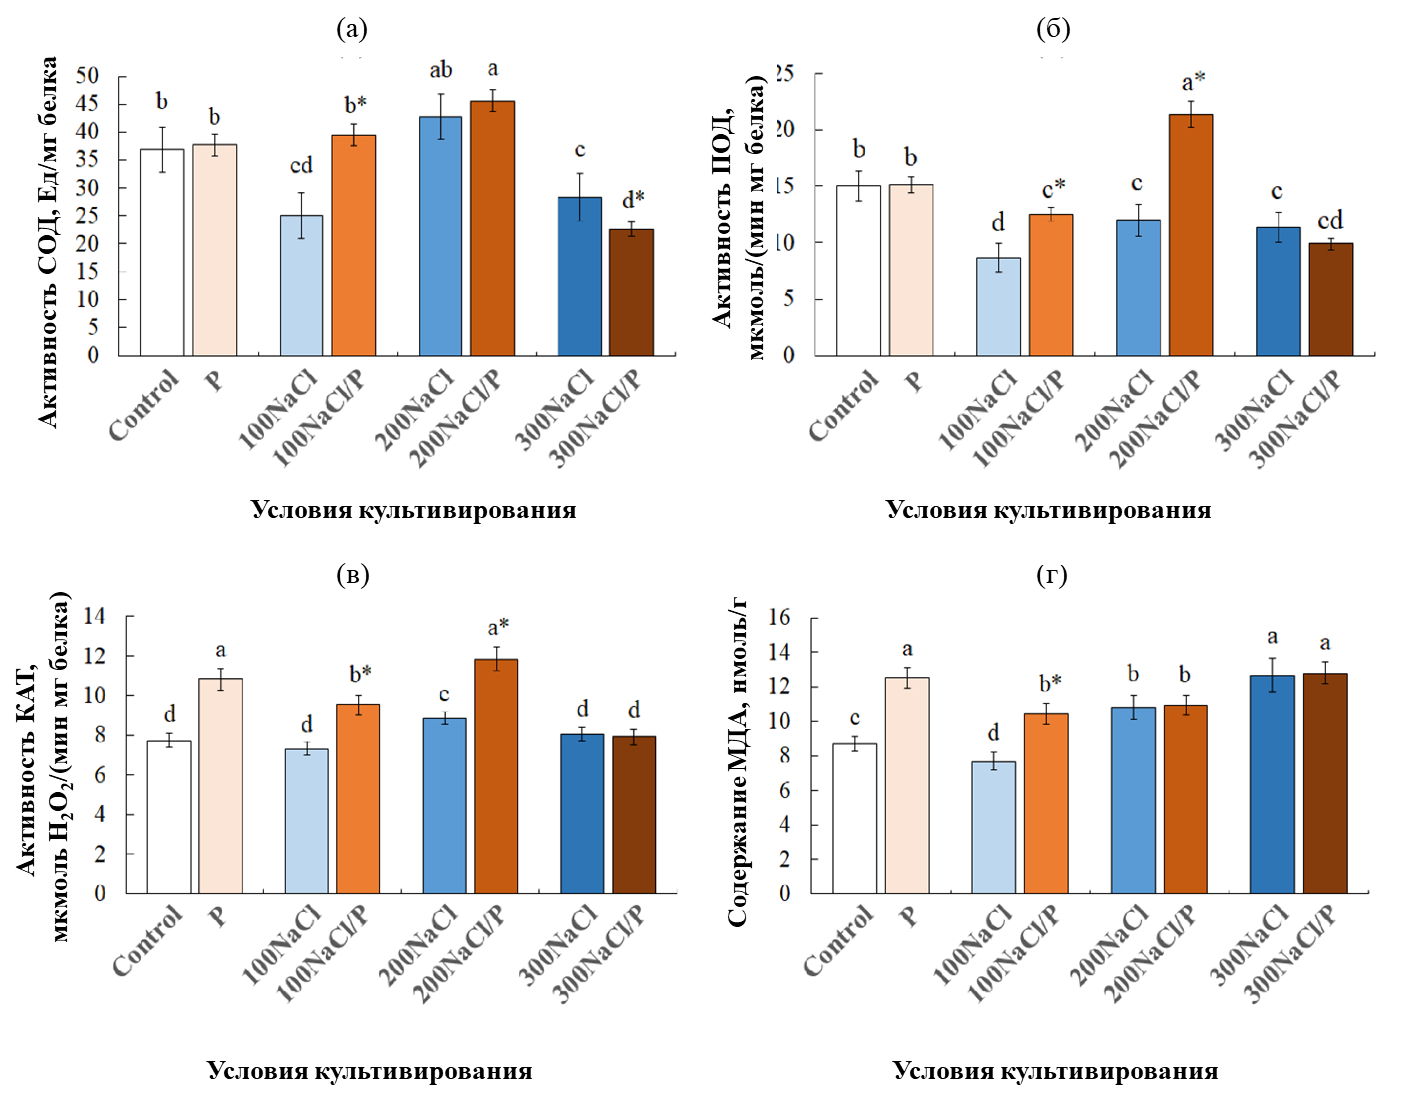 (а)
Активность СОД, Ед/мг белка
50
45
40
35
30
25
20
15
10
5
0
b
b
cd
b*
ab
a
c
d*
Control
P
100NaCl
100NaCl/P
200NaCl
200NaCl/P
300NaCl
300NaCl/P
Условия культивирования
(б)
Активность ПОД,
мкмоль/(мин мг белка)
25
20
15
10
5
0
b
b
d
c*
c
a*
c
cd
Control
P
100NaCl
100NaCl/P
200NaCl
200NaCl/P
300NaCl
300NaCl/P
Условия культивирования
(в)
Активность КАТ,
мкмоль H₂O₂/(мин мг белка)
14
12
10
8
6
4
2
0
d
a
d
b*
c
a*
d
d
Control
P
100NaCl
100NaCl/P
200NaCl
200NaCl/P
300NaCl
300NaCl/P
Условия культивирования
(г)
Содержание МДА, нмоль/г
16
14
12
10
8
6
4
2
0
c
a
d
b*
b
b
a
a
Control
P
100NaCl
100NaCl/P
200NaCl
200NaCl/P
300NaCl
300NaCl/P
Условия культивирования